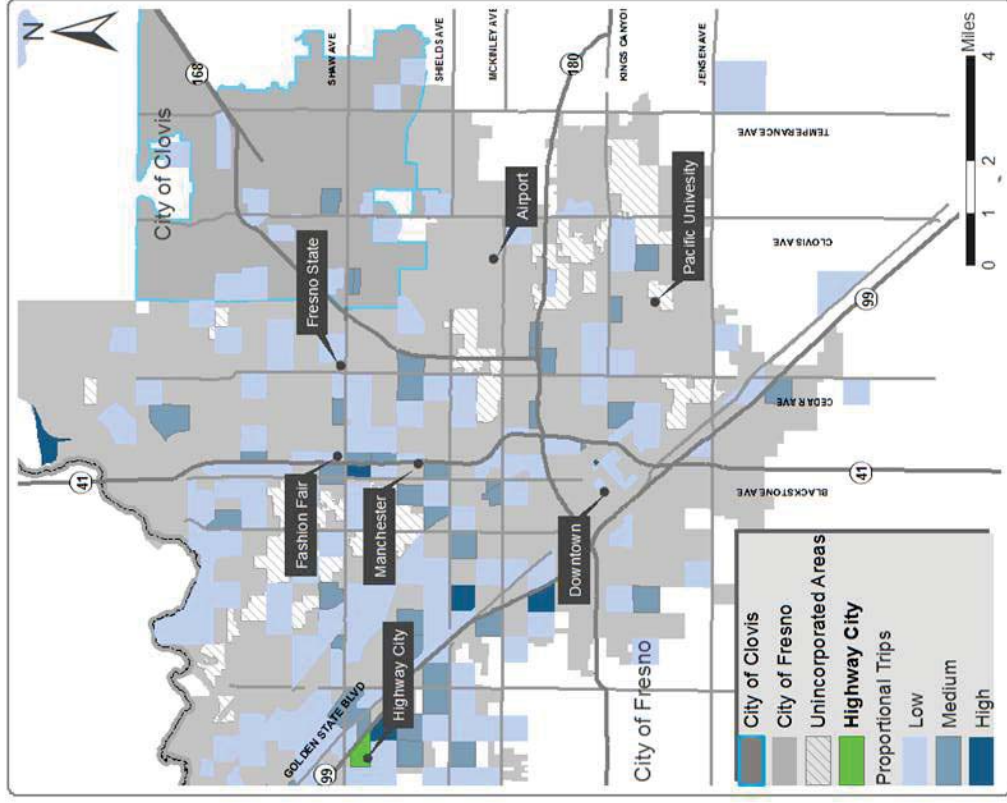 N
City of Clovis
168
41
SHAW AVE
SHIELDS AVE
MCKINLEY AVE
180
KINGS CANYON
JENSEN AVE
Fresno State
Airport
Pacific Univesity
Fashion Fair
Manchester
Downtown
Highway City
GOLDEN STATE BLVD
99
City of Fresno
TEMPERANCE AVE
CLOVIS AVE
99
CEDAR AVE
BLACKSTONE AVE
41
0 1 2 4
Miles
City of Clovis
City of Fresno
Unincorporated Areas
Highway City
Proportional Trips
Low
Medium
High